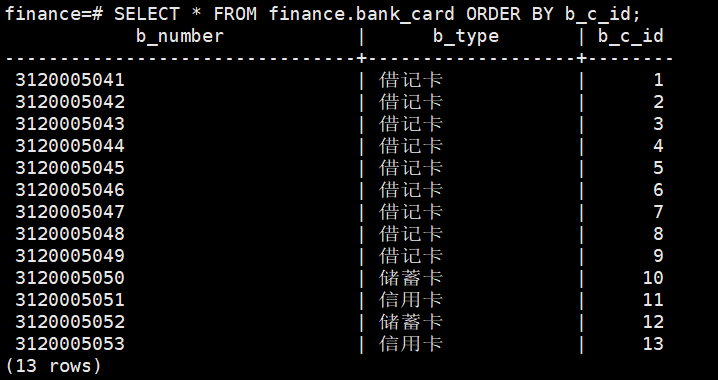 finance=# SELECT * FROM finance.bank_card ORDER BY b_c_id;
            b_number            |      b_type       | b_c_id
--------------------------------+-------------------+--------
 3120005041                     | 借记卡            |      1
 3120005042                     | 借记卡            |      2
 3120005043                     | 借记卡            |      3
 3120005044                     | 借记卡            |      4
 3120005045                     | 借记卡            |      5
 3120005046                     | 借记卡            |      6
 3120005047                     | 借记卡            |      7
 3120005048                     | 借记卡            |      8
 3120005049                     | 借记卡            |      9
 3120005050                     | 储蓄卡            |     10
 3120005051                     | 信用卡            |     11
 3120005052                     | 储蓄卡            |     12
 3120005053                     | 信用卡            |     13
(13 rows)